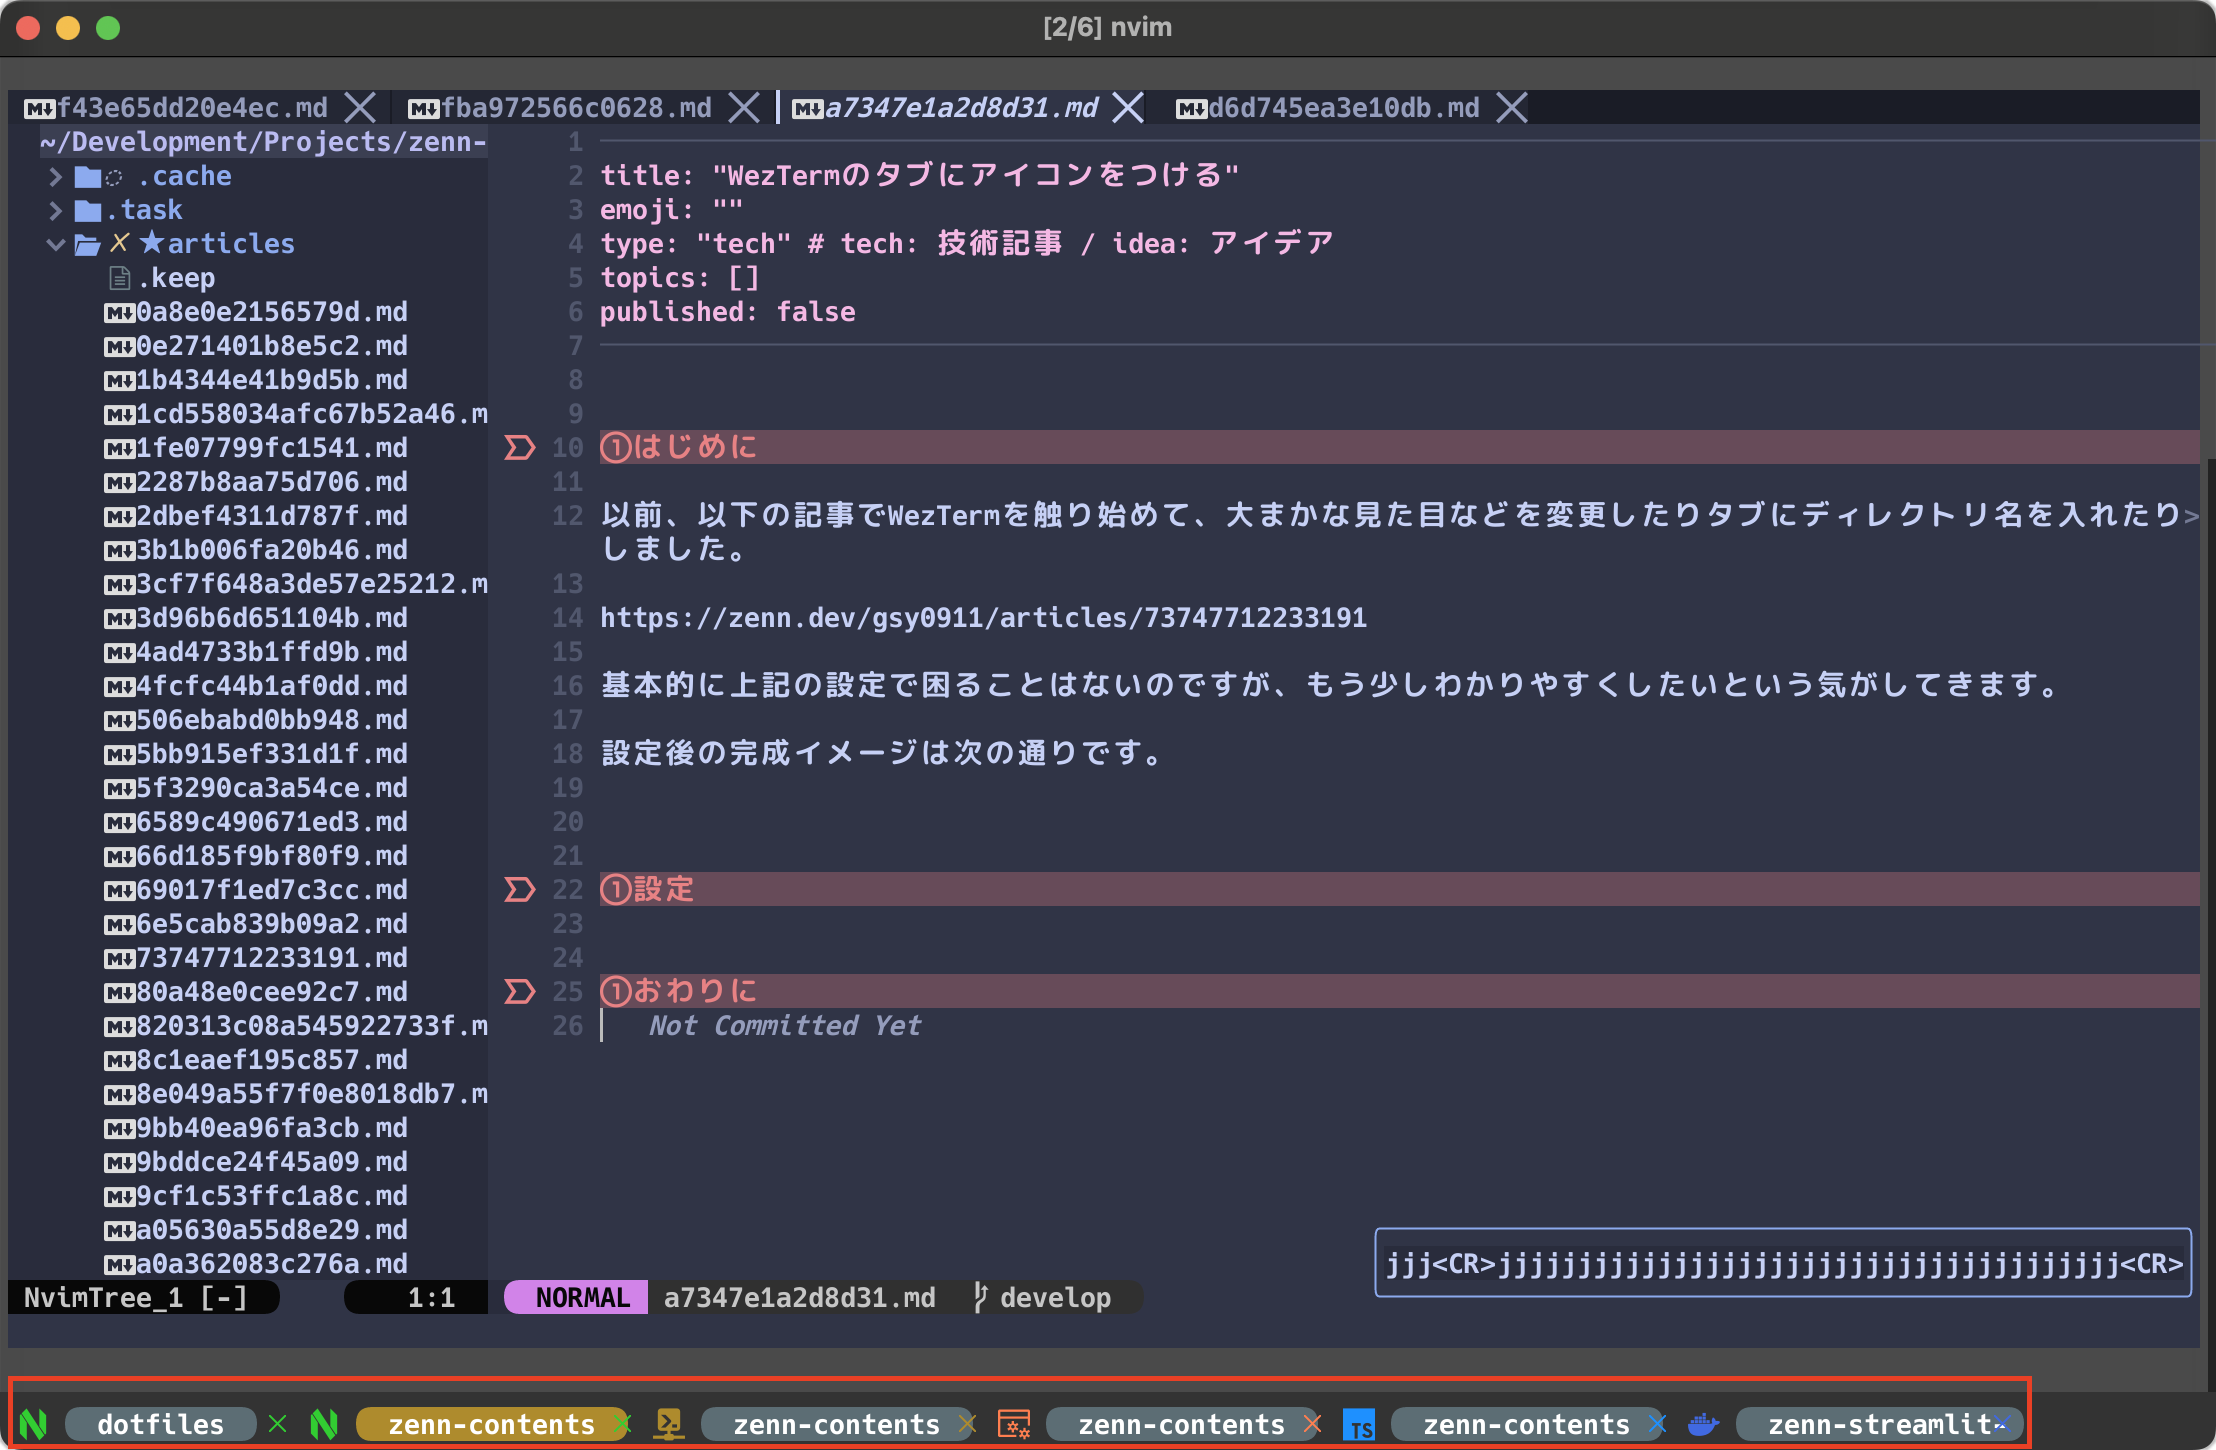 [2/6] nvim
f43e65dd20e4ec.md fba972566c0628.md a7347e1a2d8d31.md d6d745ea3e10db.md
~/Development/Projects/zenn-
.cache
.task
articles
.keep
0a8e0e2156579d.md
0e271401b8e5c2.md
1b4344e41b9d5b.md
1cd558034afc67b52a46.m
1fe07799fc1541.md
2287b8aa75d706.md
2dbef4311d787f.md
3b1b006fa20b46.md
3cf7f648a3de57e25212.m
3d96b6d651104b.md
4ad4733b1ffd9b.md
4fcfc44b1af0dd.md
506ebabd0bb948.md
5bb915ef331d1f.md
5f3290ca3a54ce.md
6589c490671ed3.md
66d185f9bf80f9.md
69017f1ed7c3cc.md
6e5cab839b09a2.md
73747712233191.md
80a48e0cee92c7.md
820313c08a545922733f.m
8c1eaef195c857.md
8e049a55f7f0e8018db7.m
9bb40ea96fa3cb.md
9bddce24f45a09.md
9cf1c53ffc1a8c.md
a05630a55d8e29.md
a0a362083c276a.md
1
2 title: "WezTermのタブにアイコンをつける"
3 emoji: ""
4 type: "tech" # tech: 技術記事 / idea: アイデア
5 topics: []
6 published: false
7
8
9
10 ①はじめに
11
12 以前、以下の記事でWezTermを触り始めて、大まかな見た目などを変更したりタブにディレクトリ名を入れたり>
しました。
13
14 https://zenn.dev/gsy0911/articles/73747712233191
15
16 基本的に上記の設定で困ることはないのですが、もう少しわかりやすくしたいという気がしてきます。
17
18 設定後の完成イメージは次の通りです。
19
20
21
22 ①設定
23
24
25 ①おわりに
26 Not Committed Yet
jjj<CR>jjjjjjjjjjjjjjjjjjjjjjjjjjjjjjjjjjjjjjj<CR>
NvimTree_1 [-] 1:1 NORMAL a7347e1a2d8d31.md develop
dotfiles zenn-contents zenn-contents zenn-contents TS zenn-contents zenn-streamlit